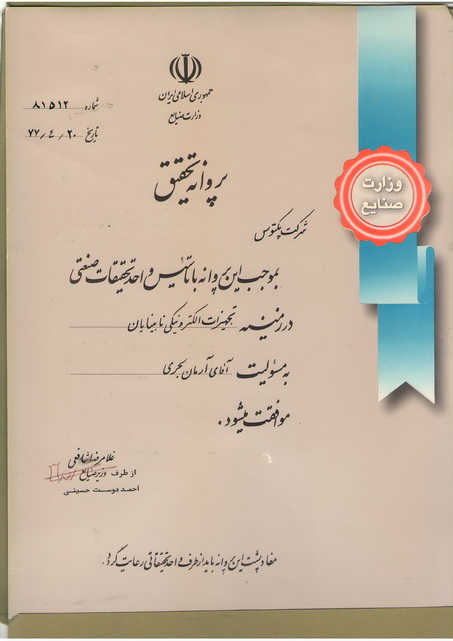 جمهوری اسلامی ایران
وزارت صنایع
شماره ۸۱۵۱۲
تاریخ ۷۷/۴/۲۰
پروانه تحقیق
وزارت
صنایع
شرکت پکتوس
بموجب این پروانه با تأسیس واحد تحقیقات صنعتی
در زمینه تجهیزات الکترونیکی نابینایان
به مسئولیت آقای آرمان بحری
موافقت میشود.
غلامرضا شافعی
از طرف وزیر صنایع
احمد دوست حسینی
مفاد پشت این پروانه باید از طرف واحد تحقیقاتی رعایت گردد.